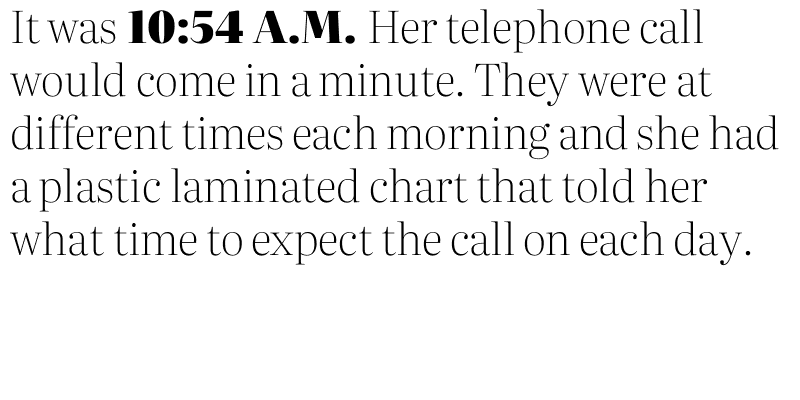 It was 10:54 A.M. Her telephone call
would come in a minute. They were at
different times each morning and she had
a plastic laminated chart that told her
what time to expect the call on each day.